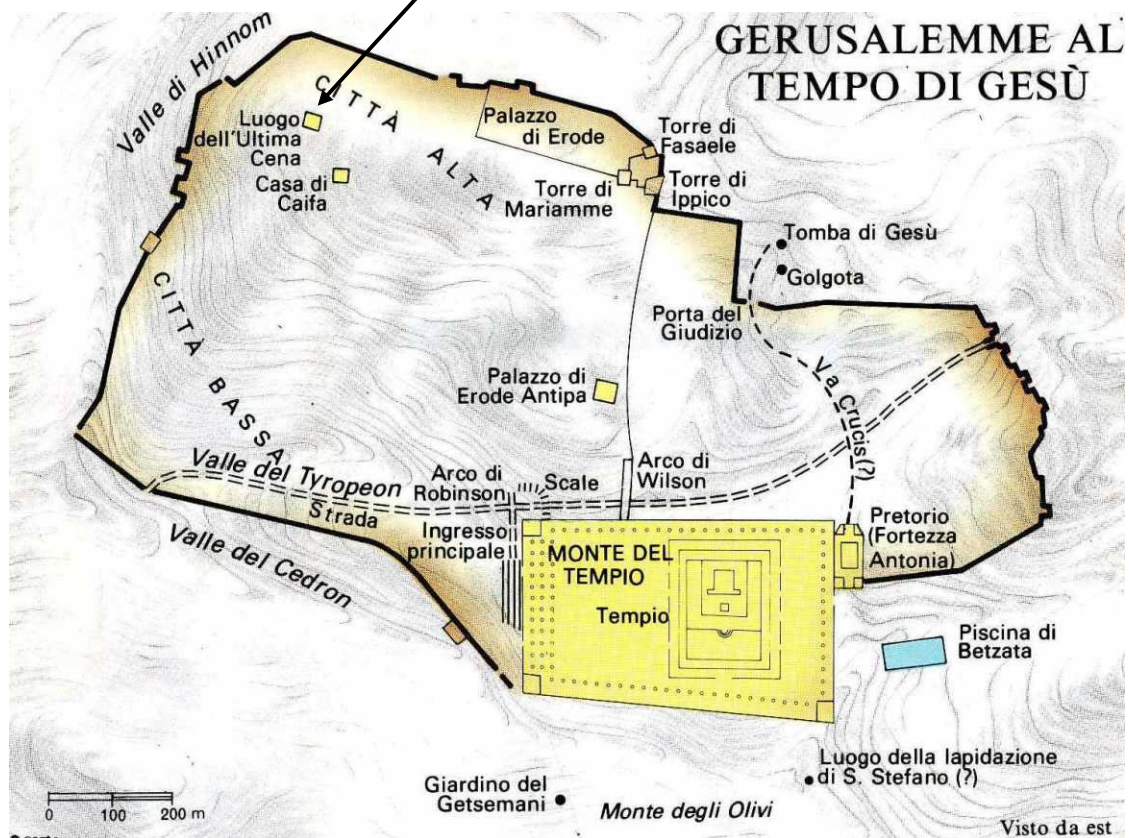 GERUSALEMME AL
TEMPO DI GESÙ
Valle di Hinnom
CITTÀ ALTA
Luogo
dell'Ultima
Cena
Casa di
Caifa
Palazzo
di Erode
Torre di
Fasaele
Torre di
Mariamme
Torre di
Ippico
Tomba di Gesù
Golgota
Porta del
Giudizio
CITTÀ BASSA
Palazzo di
Erode Antipa
Va Crucis (?)
Valle del Tyropeon
Arco di
Robinson
Scale
Arco di
Wilson
Strada
Ingresso
principale
Valle del Cedron
MONTE DEL
TEMPIO
Tempio
Pretorio
(Fortezza
Antonia)
Piscina di
Betzata
Luogo della lapidazione
di S. Stefano (?)
Giardino del
Getsemani
Monte degli Olivi
0 100 200 m
Visto da est